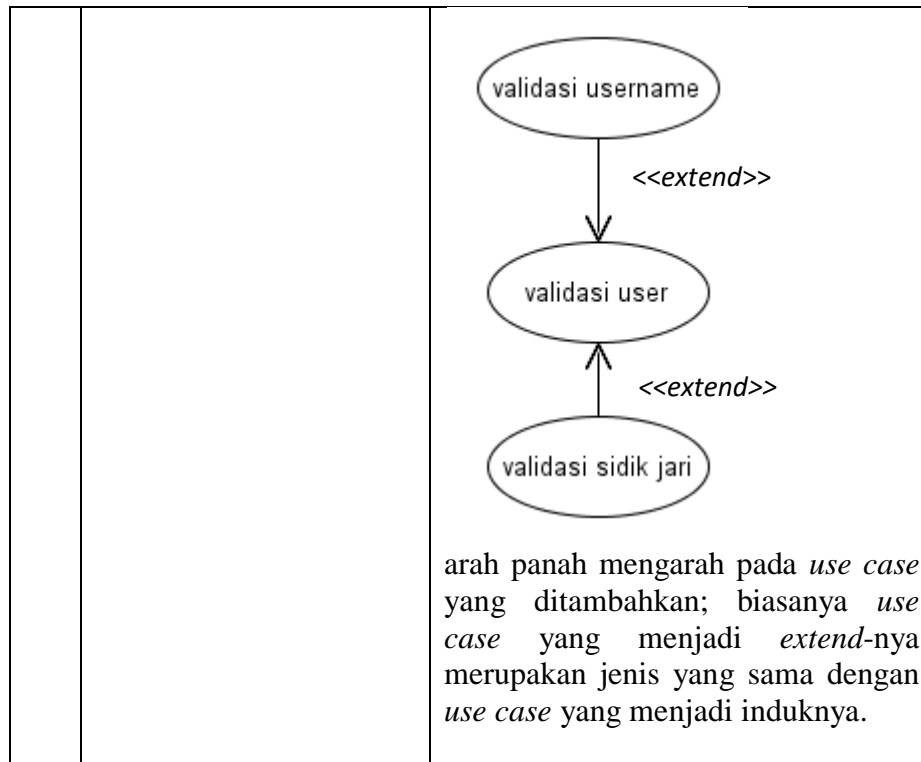 validasi username
<<extend>>
validasi user
<<extend>>
validasi sidik jari
arah panah mengarah pada use case
yang ditambahkan; biasanya use
case yang menjadi extend-nya
merupakan jenis yang sama dengan
use case yang menjadi induknya.